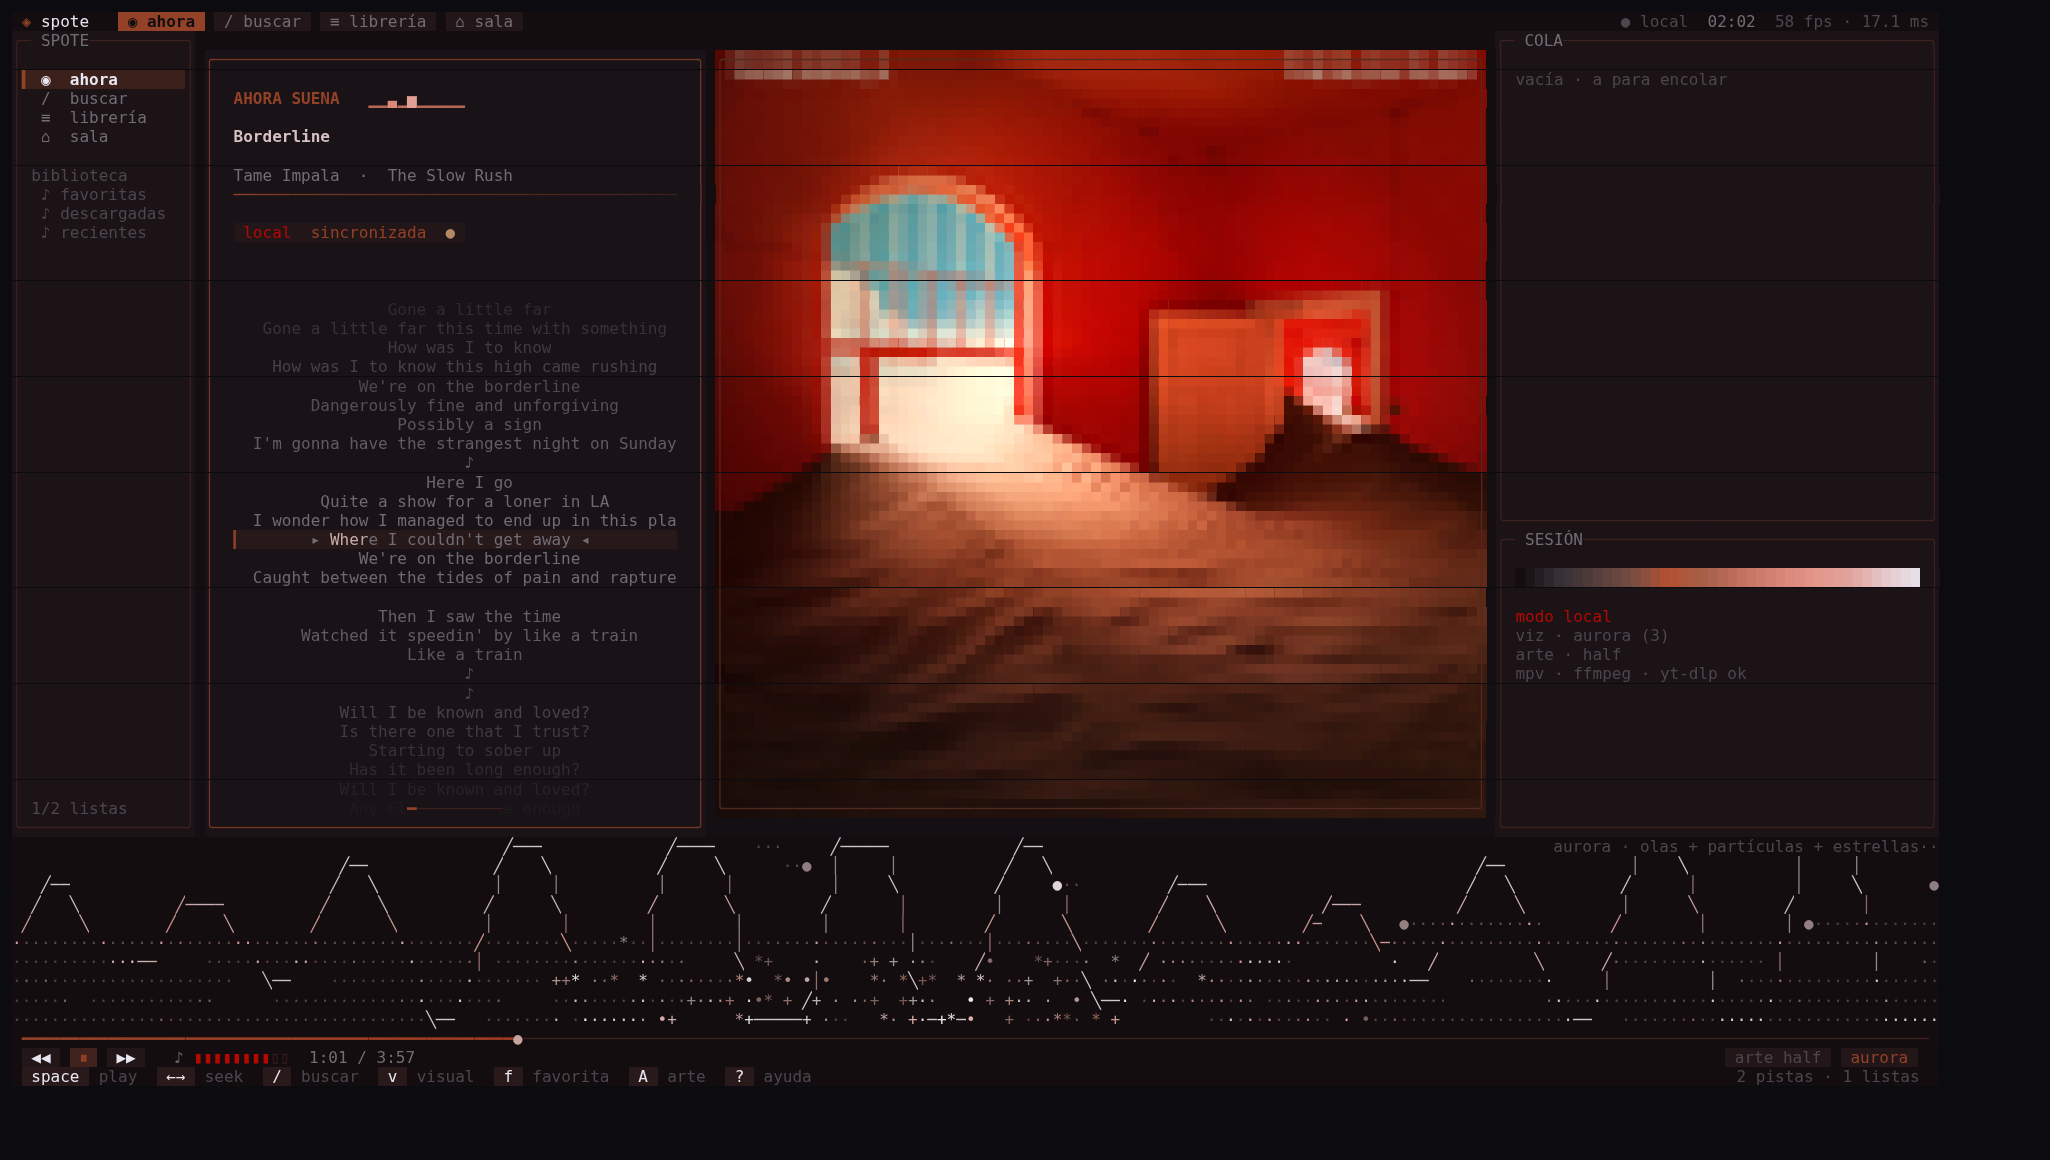 ◈ spote ◉ ahora / buscar ≡ librería ⌂ sala ● local 02:02 58 fps · 17.1 ms
SPOTE
◉ ahora
/ buscar
≡ librería
⌂ sala
biblioteca
♪ favoritas
♪ descargadas
♪ recientes
1/2 listas
AHORA SUENA
Borderline
Tame Impala · The Slow Rush
local sincronizada ●
Gone a little far
Gone a little far this time with something
How was I to know
How was I to know this high came rushing
We're on the borderline
Dangerously fine and unforgiving
Possibly a sign
I'm gonna have the strangest night on Sunday
♪
Here I go
Quite a show for a loner in LA
I wonder how I managed to end up in this pla
▸ Where I couldn't get away ◂
We're on the borderline
Caught between the tides of pain and rapture
Then I saw the time
Watched it speedin' by like a train
Like a train
♪
♪
Will I be known and loved?
Is there one that I trust?
Starting to sober up
Has it been long enough?
Will I be known and loved?
Any enough
COLA
vacía · a para encolar
SESIÓN
modo local
viz · aurora (3)
arte · half
mpv · ffmpeg · yt-dlp ok
aurora · olas + partículas + estrellas
◀◀ ⏸ ▶▶ ♪ 1:01 / 3:57 arte half aurora
space play ←→ seek / buscar v visual f favorita A arte ? ayuda 2 pistas · 1 listas